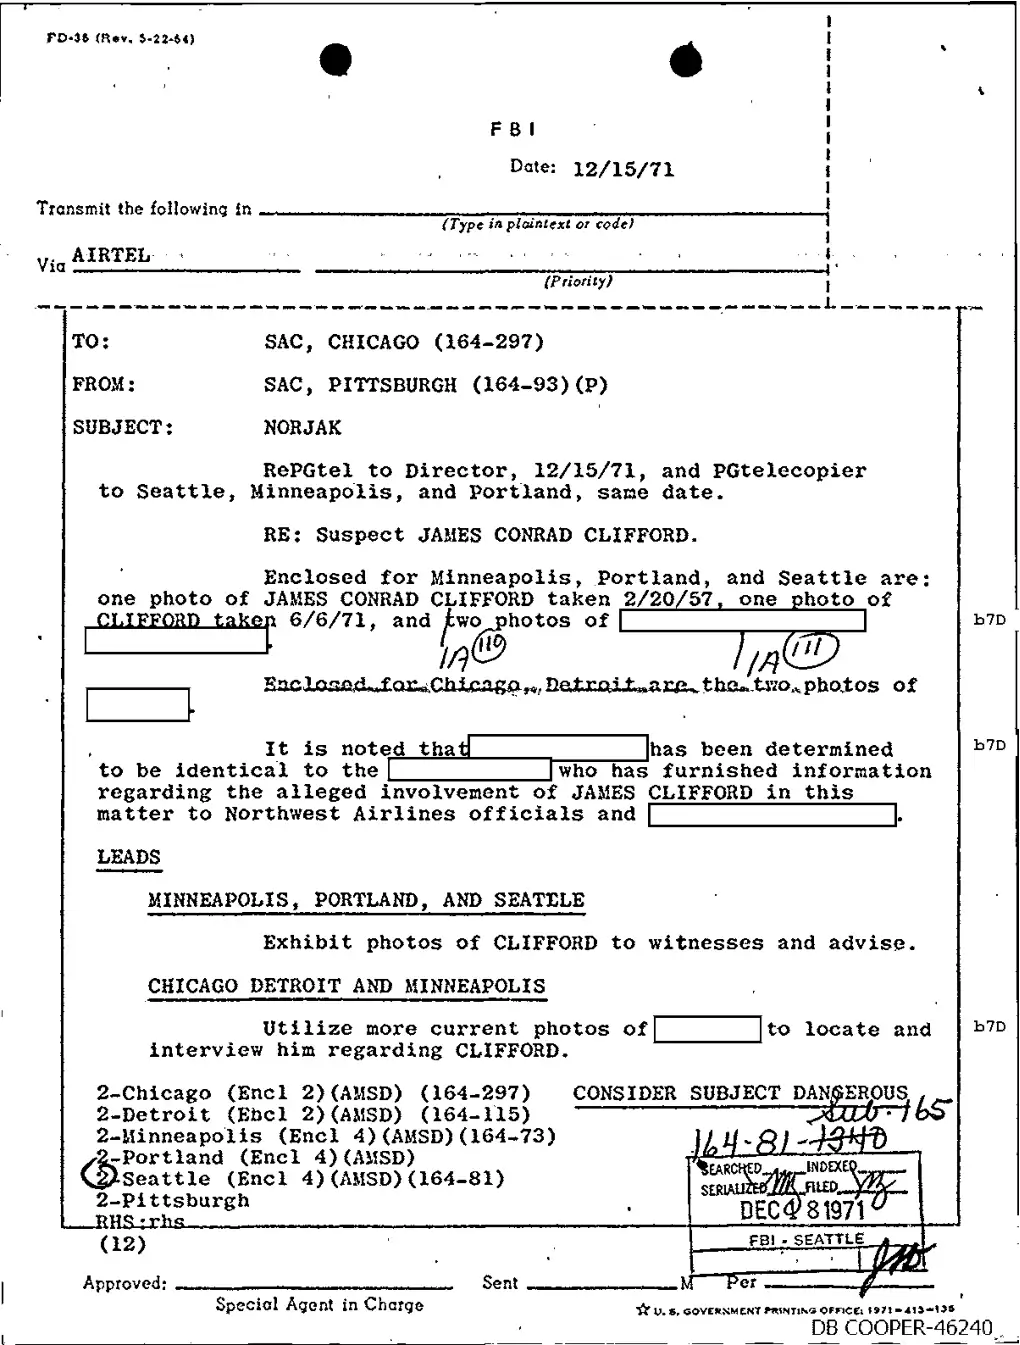 FD-36 (Rev. 5-22-64)
F B I
Date: 12/15/71
Transmit the following in
(Type in plaintext or code)
Via AIRTEL
(Priority)
TO: SAC, CHICAGO (164-297)
FROM: SAC, PITTSBURGH (164-93)(P)
SUBJECT: NORJAK
RePGtel to Director, 12/15/71, and PGtelecopier
to Seattle, Minneapolis, and Portland, same date.
RE: Suspect JAMES CONRAD CLIFFORD.
Enclosed for Minneapolis, Portland, and Seattle are:
one photo of JAMES CONRAD CLIFFORD taken 2/20/57, one photo of
CLIFFORD taken 6/6/71, and two photos of b7D
.
1A 110 1A 111
Enclosed for Chicago, Detroit are the two photos of
.
It is noted that has been determined b7D
to be identical to the who has furnished information
regarding the alleged involvement of JAMES CLIFFORD in this
matter to Northwest Airlines officials and .
LEADS
MINNEAPOLIS, PORTLAND, AND SEATTLE
Exhibit photos of CLIFFORD to witnesses and advise.
CHICAGO DETROIT AND MINNEAPOLIS
Utilize more current photos of to locate and b7D
interview him regarding CLIFFORD.
2-Chicago (Encl 2)(AMSD) (164-297) CONSIDER SUBJECT DANGEROUS
2-Detroit (Encl 2)(AMSD) (164-115) Sub-165
2-Minneapolis (Encl 4)(AMSD)(164-73) 164-81-1340
2-Portland (Encl 4)(AMSD)
2-Seattle (Encl 4)(AMSD)(164-81)
2-Pittsburgh
RHS:rhs
(12)
SEARCHED INDEXED
SERIALIZED FILED
DEC 8 1971
FBI - SEATTLE
Approved: Sent M Per
Special Agent in Charge
☆ U. S. GOVERNMENT PRINTING OFFICE: 1971-413-135
DB COOPER-46240